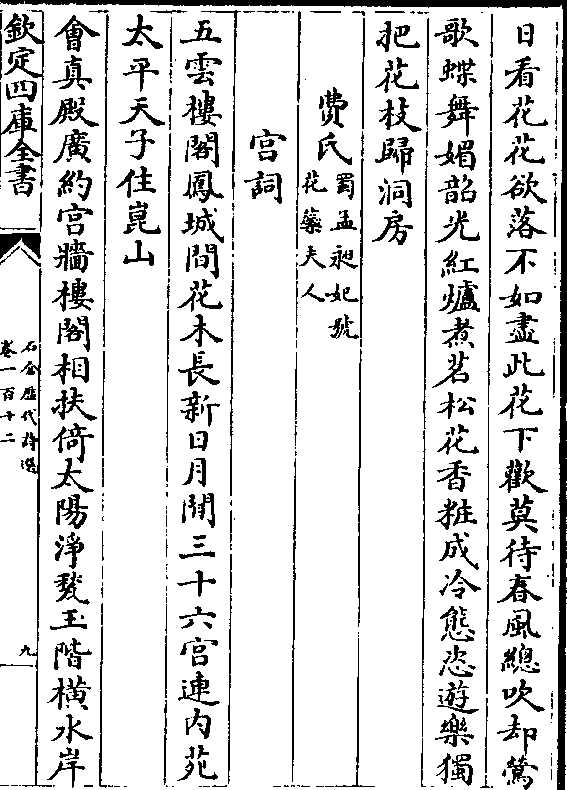 日看花花欲落不如盡此花下歡莫待春風總吹却鶯
歌蝶舞媚韶光紅爐煮茗松花香粧成冷態恣遊樂獨
把花枝歸洞房
費氏蜀孟昶妃號
花蘂夫人
宫詞
五雲樓閣鳳城間花木長新日月閒三十六宫連内苑
太平天子住崑山
會真殿廣約宫牆樓閣相扶倚太陽淨甃玉階橫水岸
欽定四庫全書
石倉歷代詩選
卷一百十二
九